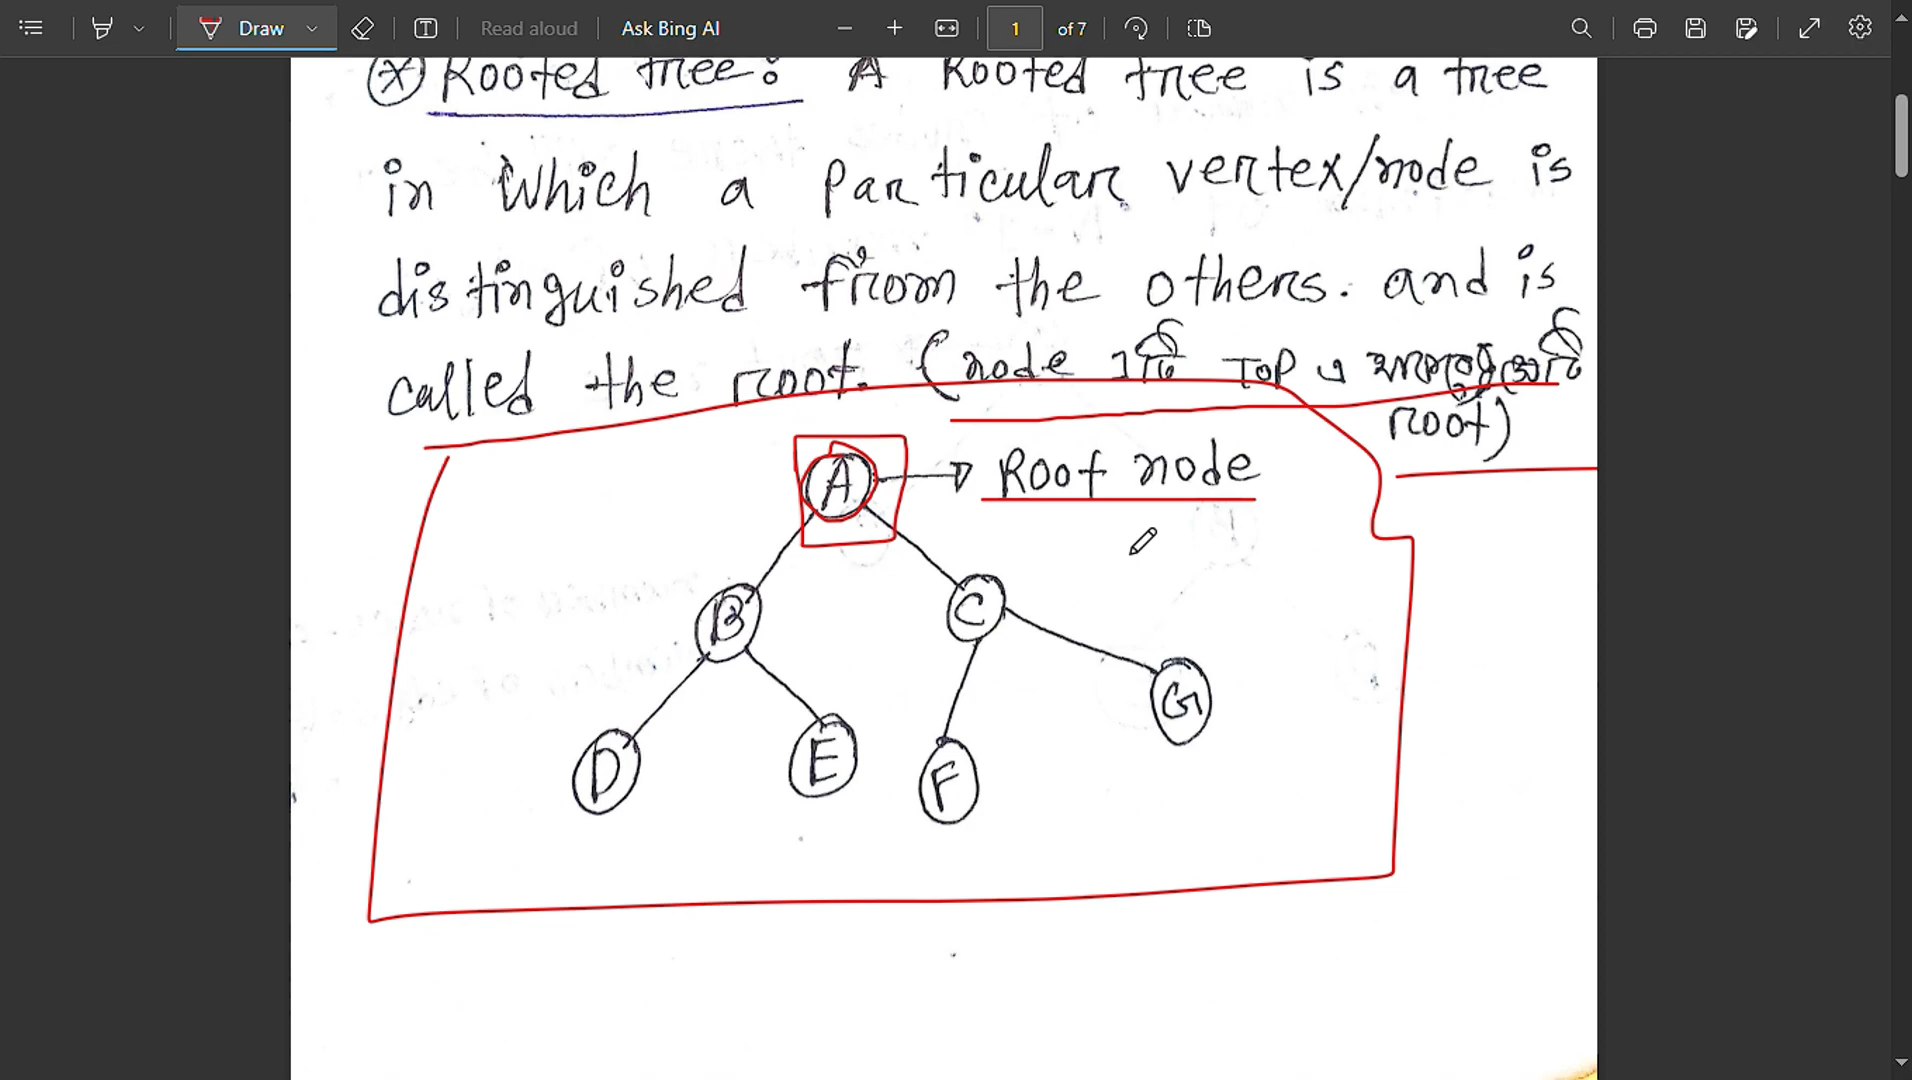 Draw
Read aloud
Ask Bing AI
1 of 7
Rooted tree: A Rooted tree is a tree
in which a particular vertex/node is
distinguished from the others. and is
called the root. (node টি TOP এ
root)
A
Root node
B
C
G
D
E
F